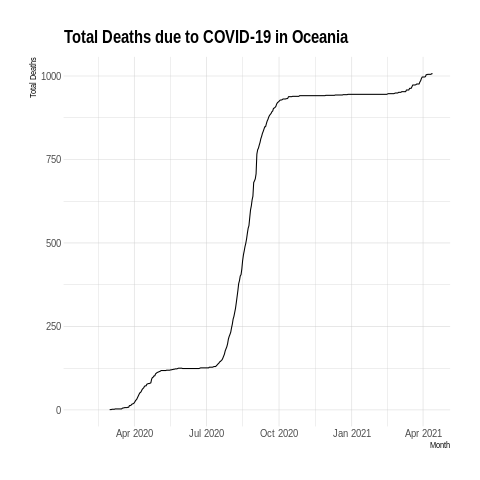 Total Deaths due to COVID-19 in Oceania
Total Deaths
1000
750
500
250
0
Apr 2020 Jul 2020 Oct 2020 Jan 2021 Apr 2021
Month